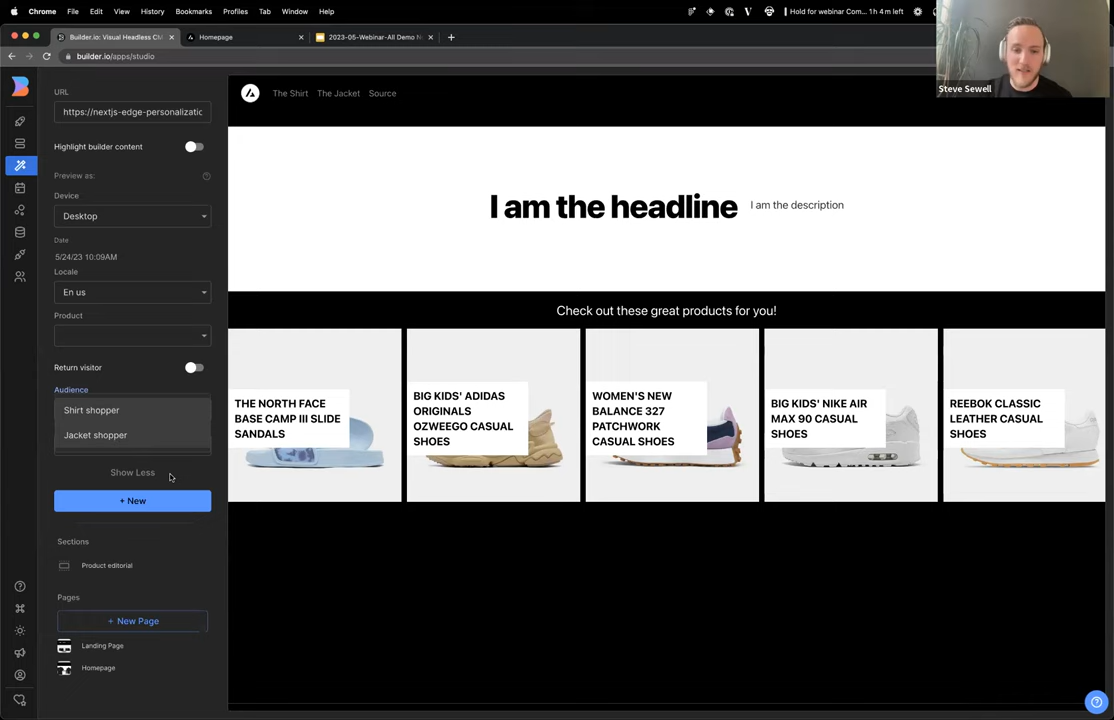 Chrome File Edit View History Bookmarks Profiles Tab Window Help
Hold for webinar Com... 1h 4m left
Builder.io: Visual Headless CM
Homepage
2023-05-Webinar-All Demo N
builder.io/apps/studio
Steve Sewell
URL
https://nextjs-edge-personalizatic
Highlight builder content
Preview as:
Device
Desktop
Date
5/24/23 10:09AM
Locale
En us
Product
Return visitor
Audience
Shirt shopper
Jacket shopper
Show Less
+ New
Sections
Product editorial
Pages
+ New Page
Landing Page
Homepage
The Shirt The Jacket Source
I am the headline
I am the description
Check out these great products for you!
THE NORTH FACE
BASE CAMP III SLIDE
SANDALS
BIG KIDS' ADIDAS
ORIGINALS
OZWEEGO CASUAL
SHOES
WOMEN'S NEW
BALANCE 327
PATCHWORK
CASUAL SHOES
BIG KIDS' NIKE AIR
MAX 90 CASUAL
SHOES
REEBOK CLASSIC
LEATHER CASUAL
SHOES